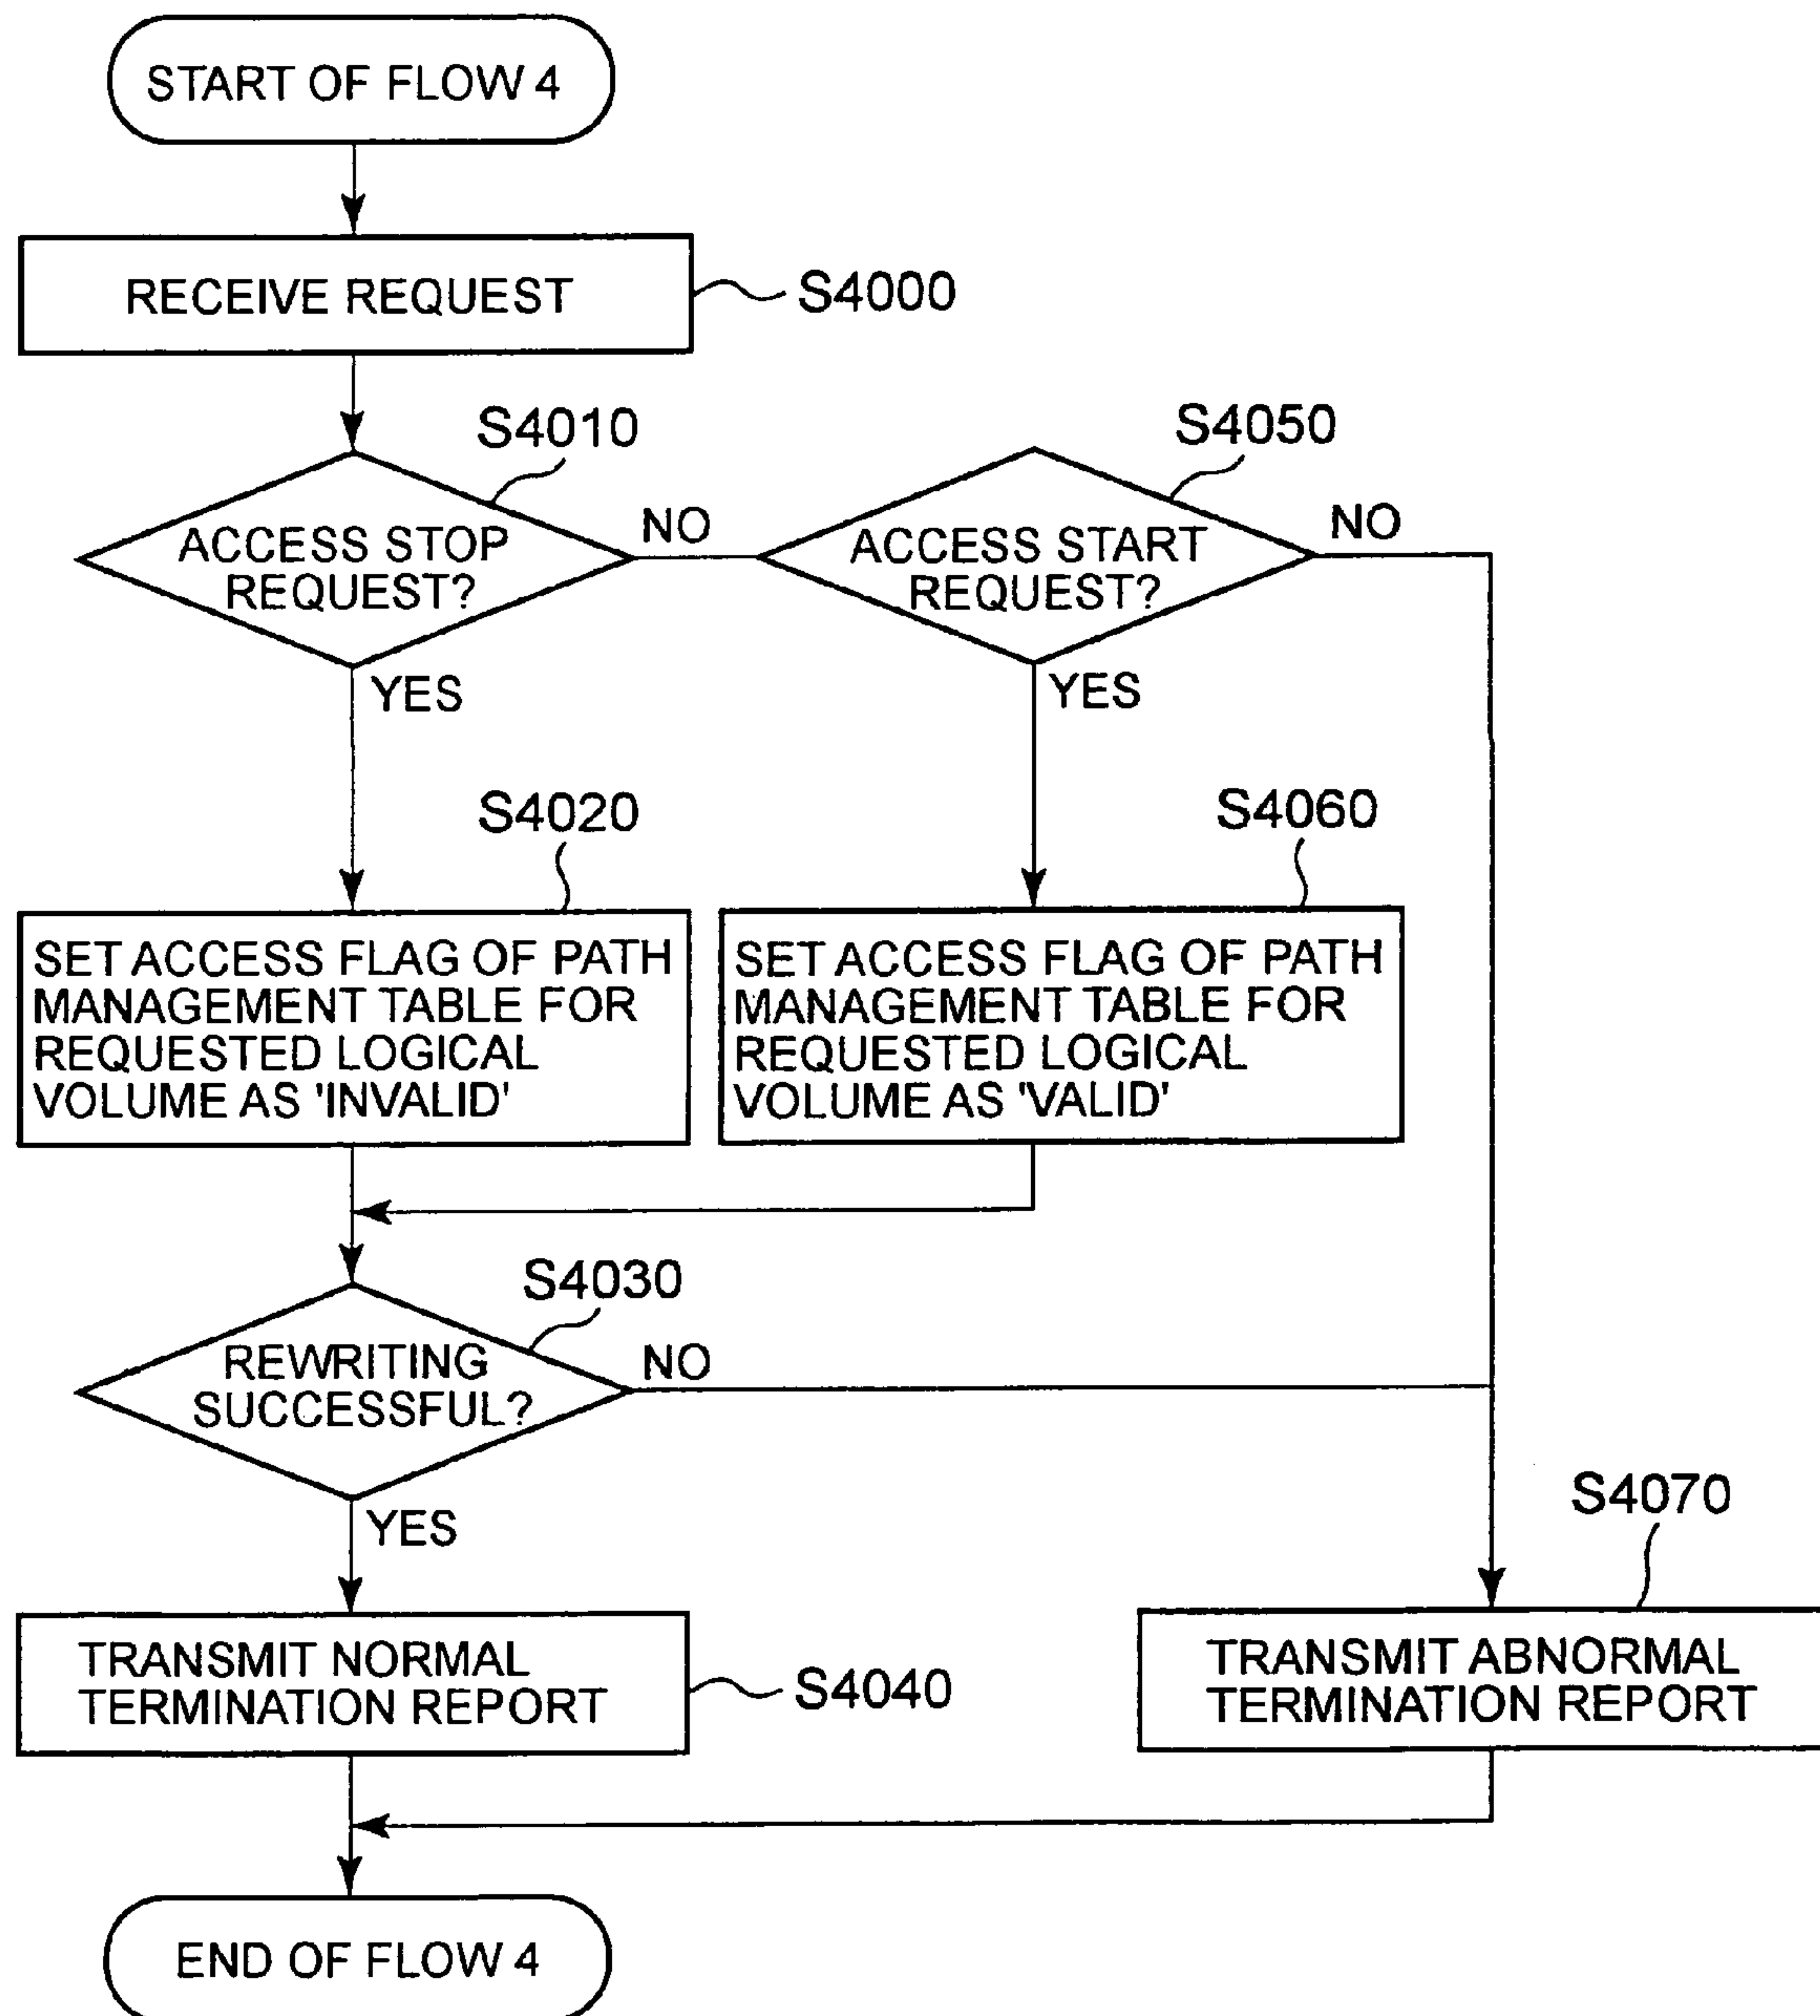 START OF FLOW 4
RECEIVE REQUEST
S4000
S4010
S4050
ACCESS STOP
REQUEST?
NO
ACCESS START
REQUEST?
NO
YES
YES
S4020
S4060
SET ACCESS FLAG OF PATH
MANAGEMENT TABLE FOR
REQUESTED LOGICAL
VOLUME AS 'INVALID'
SET ACCESS FLAG OF PATH
MANAGEMENT TABLE FOR
REQUESTED LOGICAL
VOLUME AS 'VALID'
S4030
REWRITING
SUCCESSFUL?
NO
YES
S4070
TRANSMIT NORMAL
TERMINATION REPORT
S4040
TRANSMIT ABNORMAL
TERMINATION REPORT
END OF FLOW 4